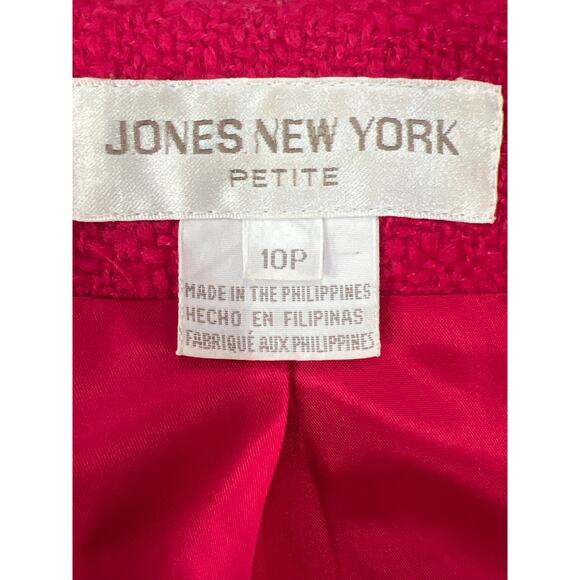 JONES NEW YORK
PETITE
10P
MADE IN THE PHILIPPINES
HECHO EN FILIPINAS
FABRIQUÉ AUX PHILIPPINES